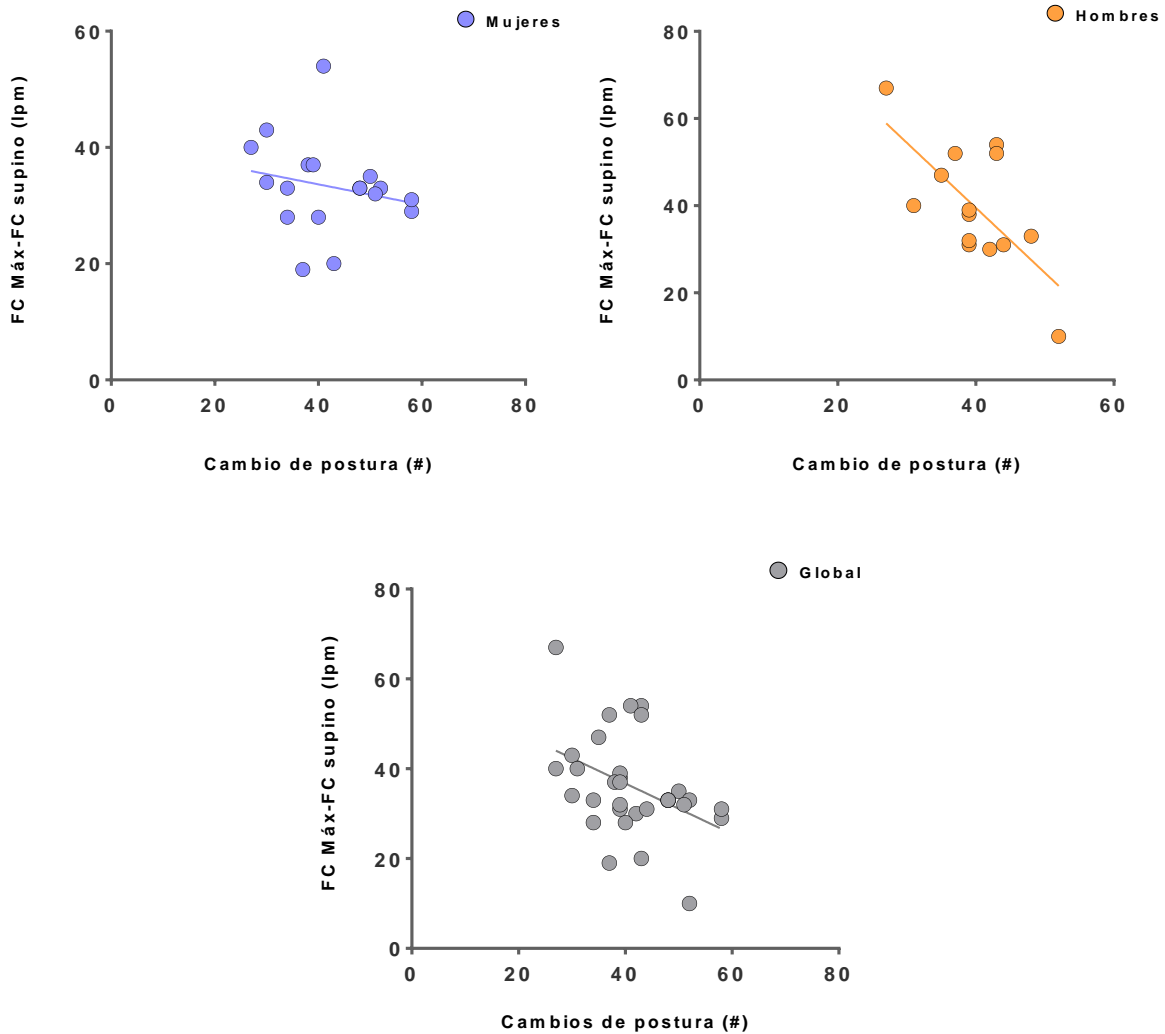 Mujeres
60
40
20
0
0 20 40 60 80
FC Máx-FC supino (lpm)
Cambio de postura (#)
Hombres
80
60
40
20
0
0 20 40 60
FC Máx-FC supino (lpm)
Cambio de postura (#)
Global
80
60
40
20
0
0 20 40 60 80
FC Máx-FC supino (lpm)
Cambios de postura (#)